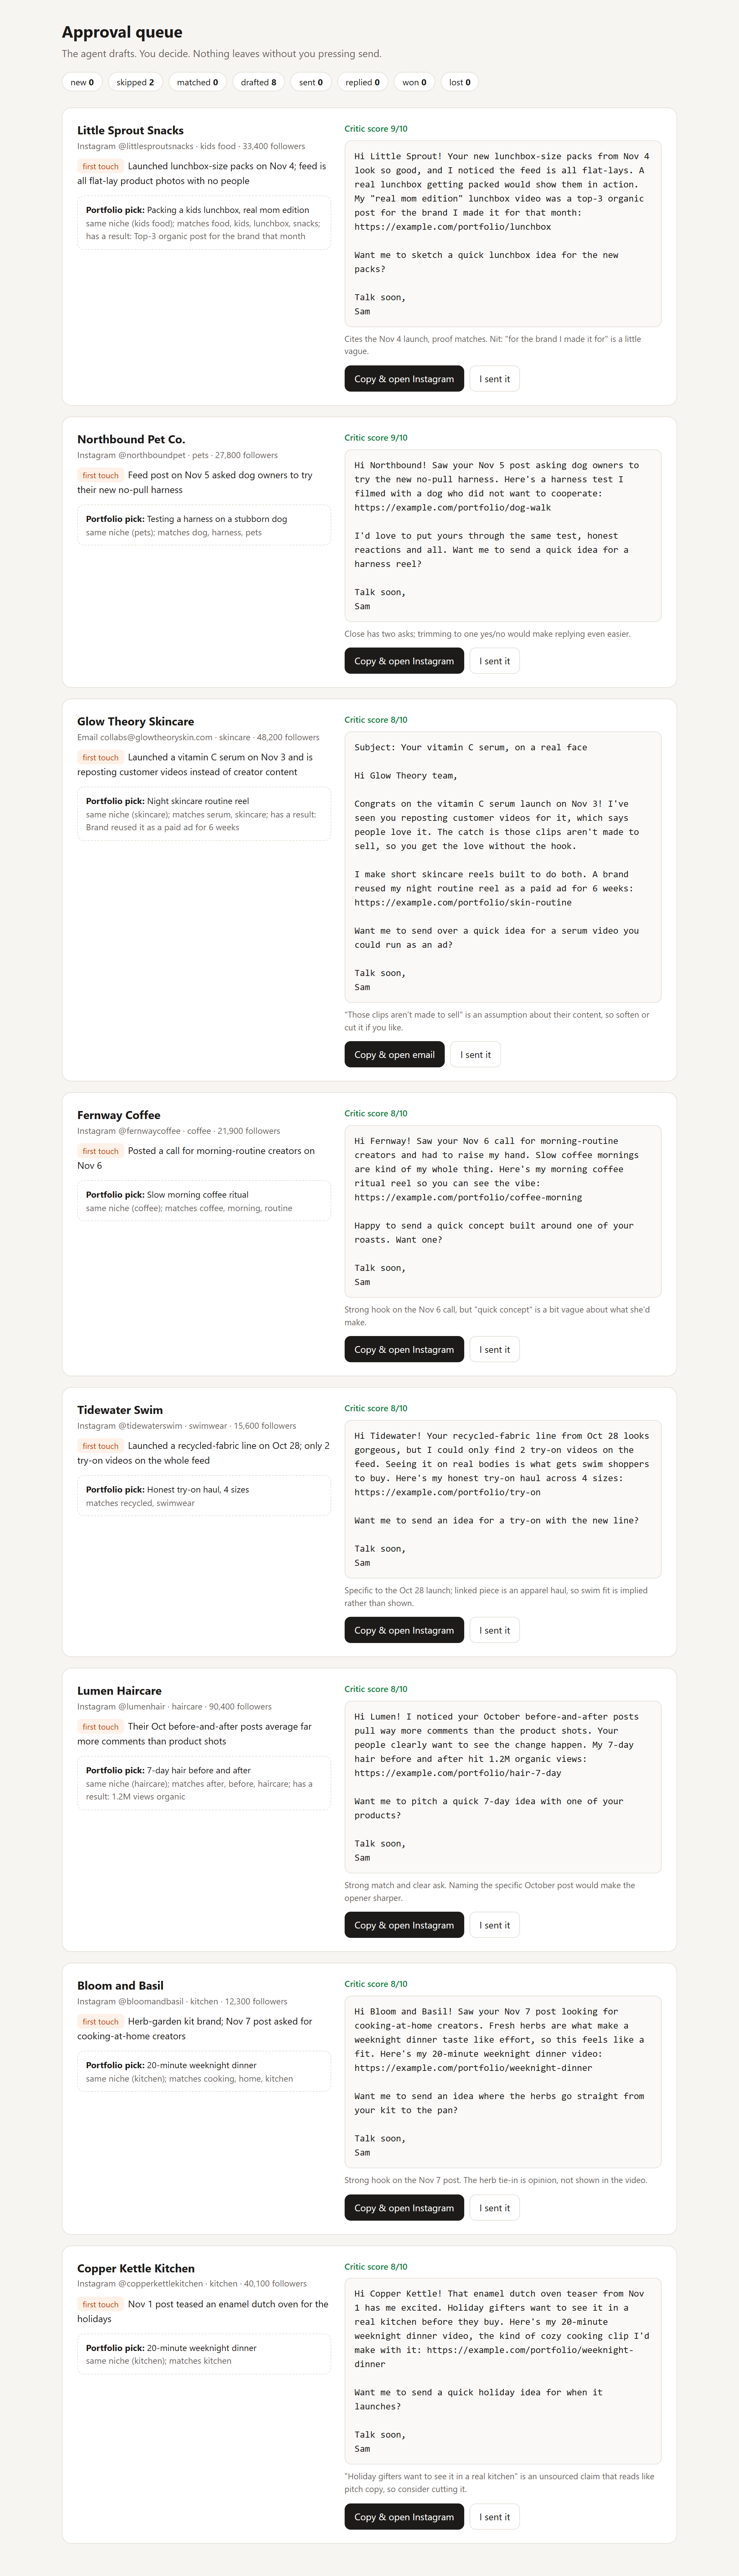 Approval queue
The agent drafts. You decide. Nothing leaves without you pressing send.
new 0 skipped 2 matched 0 drafted 8 sent 0 replied 0 won 0 lost 0
Little Sprout Snacks
Instagram @littlesproutsnacks · kids food · 33,400 followers
first touch Launched lunchbox-size packs on Nov 4; feed is
all flat-lay product photos with no people
Portfolio pick: Packing a kids lunchbox, real mom edition
same niche (kids food); matches food, kids, lunchbox, snacks;
has a result: Top-3 organic post for the brand that month
Critic score 9/10
Hi Little Sprout! Your new lunchbox-size packs from Nov 4
look so good, and I noticed the feed is all flat-lays. A
real lunchbox getting packed would show them in action.
My "real mom edition" lunchbox video was a top-3 organic
post for the brand I made it for that month:
https://example.com/portfolio/lunchbox
Want me to sketch a quick lunchbox idea for the new
packs?
Talk soon,
Sam
Cites the Nov 4 launch, proof matches. Nit: "for the brand I made it for" is a little
vague.
Copy & open Instagram I sent it
Northbound Pet Co.
Instagram @northboundpet · pets · 27,800 followers
first touch Feed post on Nov 5 asked dog owners to try
their new no-pull harness
Portfolio pick: Testing a harness on a stubborn dog
same niche (pets); matches dog, harness, pets
Critic score 9/10
Hi Northbound! Saw your Nov 5 post asking dog owners to
try the new no-pull harness. Here's a harness test I
filmed with a dog who did not want to cooperate:
https://example.com/portfolio/dog-walk
I'd love to put yours through the same test, honest
reactions and all. Want me to send a quick idea for a
harness reel?
Talk soon,
Sam
Close has two asks; trimming to one yes/no would make replying even easier.
Copy & open Instagram I sent it
Glow Theory Skincare
Email collabs@glowtheoryskin.com · skincare · 48,200 followers
first touch Launched a vitamin C serum on Nov 3 and is
reposting customer videos instead of creator content
Portfolio pick: Night skincare routine reel
same niche (skincare); matches serum, skincare; has a result:
Brand reused it as a paid ad for 6 weeks
Critic score 8/10
Subject: Your vitamin C serum, on a real face
Hi Glow Theory team,
Congrats on the vitamin C serum launch on Nov 3! I've
seen you reposting customer videos for it, which says
people love it. The catch is those clips aren't made to
sell, so you get the love without the hook.
I make short skincare reels built to do both. A brand
reused my night routine reel as a paid ad for 6 weeks:
https://example.com/portfolio/skin-routine
Want me to send over a quick idea for a serum video you
could run as an ad?
Talk soon,
Sam
"Those clips aren't made to sell" is an assumption about their content, so soften or
cut it if you like.
Copy & open email I sent it
Fernway Coffee
Instagram @fernwaycoffee · coffee · 21,900 followers
first touch Posted a call for morning-routine creators on
Nov 6
Portfolio pick: Slow morning coffee ritual
same niche (coffee); matches coffee, morning, routine
Critic score 8/10
Hi Fernway! Saw your Nov 6 call for morning-routine
creators and had to raise my hand. Slow coffee mornings
are kind of my whole thing. Here's my morning coffee
ritual reel so you can see the vibe:
https://example.com/portfolio/coffee-morning
Happy to send a quick concept built around one of your
roasts. Want one?
Talk soon,
Sam
Strong hook on the Nov 6 call, but "quick concept" is a bit vague about what she'd
make.
Copy & open Instagram I sent it
Tidewater Swim
Instagram @tidewaterswim · swimwear · 15,600 followers
first touch Launched a recycled-fabric line on Oct 28; only 2
try-on videos on the whole feed
Portfolio pick: Honest try-on haul, 4 sizes
matches recycled, swimwear
Critic score 8/10
Hi Tidewater! Your recycled-fabric line from Oct 28 looks
gorgeous, but I could only find 2 try-on videos on the
feed. Seeing it on real bodies is what gets swim shoppers
to buy. Here's my honest try-on haul across 4 sizes:
https://example.com/portfolio/try-on
Want me to send an idea for a try-on with the new line?
Talk soon,
Sam
Specific to the Oct 28 launch; linked piece is an apparel haul, so swim fit is implied
rather than shown.
Copy & open Instagram I sent it
Lumen Haircare
Instagram @lumenhair · haircare · 90,400 followers
first touch Their Oct before-and-after posts average far
more comments than product shots
Portfolio pick: 7-day hair before and after
same niche (haircare); matches after, before, haircare; has a
result: 1.2M views organic
Critic score 8/10
Hi Lumen! I noticed your October before-and-after posts
pull way more comments than the product shots. Your
people clearly want to see the change happen. My 7-day
hair before and after hit 1.2M organic views:
https://example.com/portfolio/hair-7-day
Want me to pitch a quick 7-day idea with one of your
products?
Talk soon,
Sam
Strong match and clear ask. Naming the specific October post would make the
opener sharper.
Copy & open Instagram I sent it
Bloom and Basil
Instagram @bloomandbasil · kitchen · 12,300 followers
first touch Herb-garden kit brand; Nov 7 post asked for
cooking-at-home creators
Portfolio pick: 20-minute weeknight dinner
same niche (kitchen); matches cooking, home, kitchen
Critic score 8/10
Hi Bloom and Basil! Saw your Nov 7 post looking for
cooking-at-home creators. Fresh herbs are what make a
weeknight dinner taste like effort, so this feels like a
fit. Here's my 20-minute weeknight dinner video:
https://example.com/portfolio/weeknight-dinner
Want me to send an idea where the herbs go straight from
your kit to the pan?
Talk soon,
Sam
Strong hook on the Nov 7 post. The herb tie-in is opinion, not shown in the video.
Copy & open Instagram I sent it
Copper Kettle Kitchen
Instagram @copperkettlekitchen · kitchen · 40,100 followers
first touch Nov 1 post teased an enamel dutch oven for the
holidays
Portfolio pick: 20-minute weeknight dinner
same niche (kitchen); matches kitchen
Critic score 8/10
Hi Copper Kettle! That enamel dutch oven teaser from Nov
1 has me excited. Holiday gifters want to see it in a
real kitchen before they buy. Here's my 20-minute
weeknight dinner video, the kind of cozy cooking clip I'd
make with it: https://example.com/portfolio/weeknight-
dinner
Want me to send a quick holiday idea for when it
launches?
Talk soon,
Sam
"Holiday gifters want to see it in a real kitchen" is an unsourced claim that reads like
pitch copy, so consider cutting it.
Copy & open Instagram I sent it